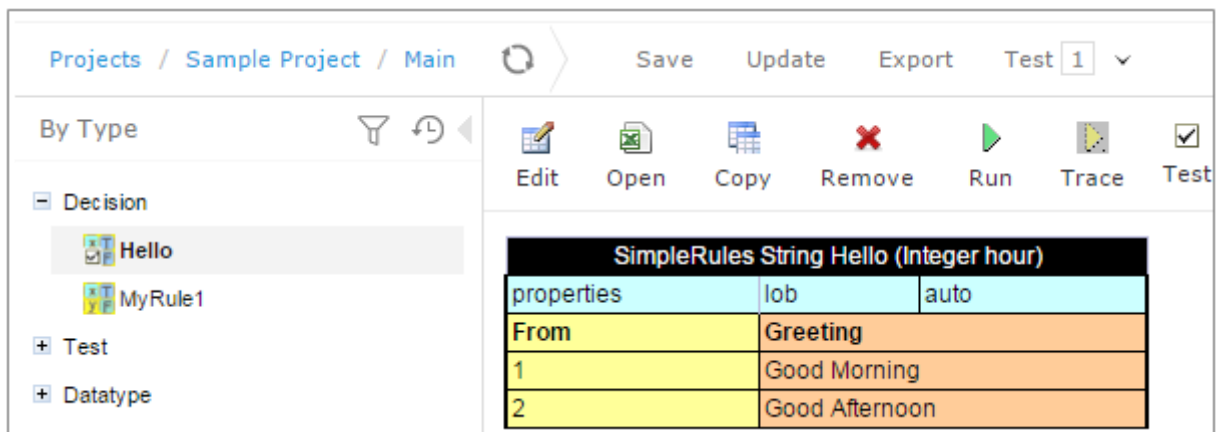 Projects / Sample Project / Main Save Update Export Test 1
By Type
Edit Open Copy Remove Run Trace Test
Decision
Hello
MyRule1
Test
Datatype
SimpleRules String Hello (Integer hour)
properties lob auto
From Greeting
1 Good Morning
2 Good Afternoon